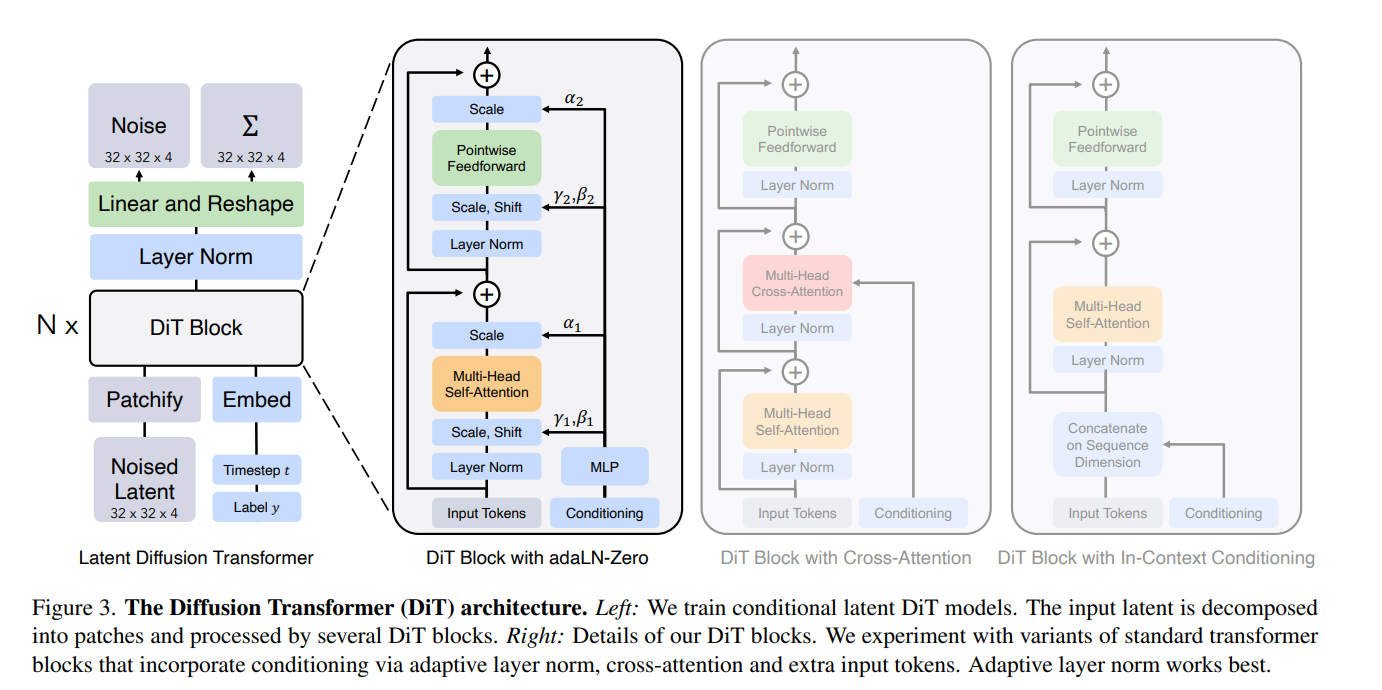 Noise
32 x 32 x 4
Σ
32 x 32 x 4
Linear and Reshape
Layer Norm
N x
DiT Block
Patchify
Embed
Noised
Latent
32 x 32 x 4
Timestep t
Label y
Latent Diffusion Transformer
Scale
α₂
Pointwise
Feedforward
γ₂,β₂
Scale, Shift
Layer Norm
Scale
α₁
Multi-Head
Self-Attention
γ₁,β₁
Scale, Shift
Layer Norm
MLP
Input Tokens
Conditioning
DiT Block with adaLN-Zero
Pointwise
Feedforward
Layer Norm
Multi-Head
Cross-Attention
Layer Norm
Multi-Head
Self-Attention
Layer Norm
Input Tokens
Conditioning
DiT Block with Cross-Attention
Pointwise
Feedforward
Layer Norm
Multi-Head
Self-Attention
Layer Norm
Concatenate
on Sequence
Dimension
Input Tokens
Conditioning
DiT Block with In-Context Conditioning
Figure 3. The Diffusion Transformer (DiT) architecture. Left: We train conditional latent DiT models. The input latent is decomposed
into patches and processed by several DiT blocks. Right: Details of our DiT blocks. We experiment with variants of standard transformer
blocks that incorporate conditioning via adaptive layer norm, cross-attention and extra input tokens. Adaptive layer norm works best.